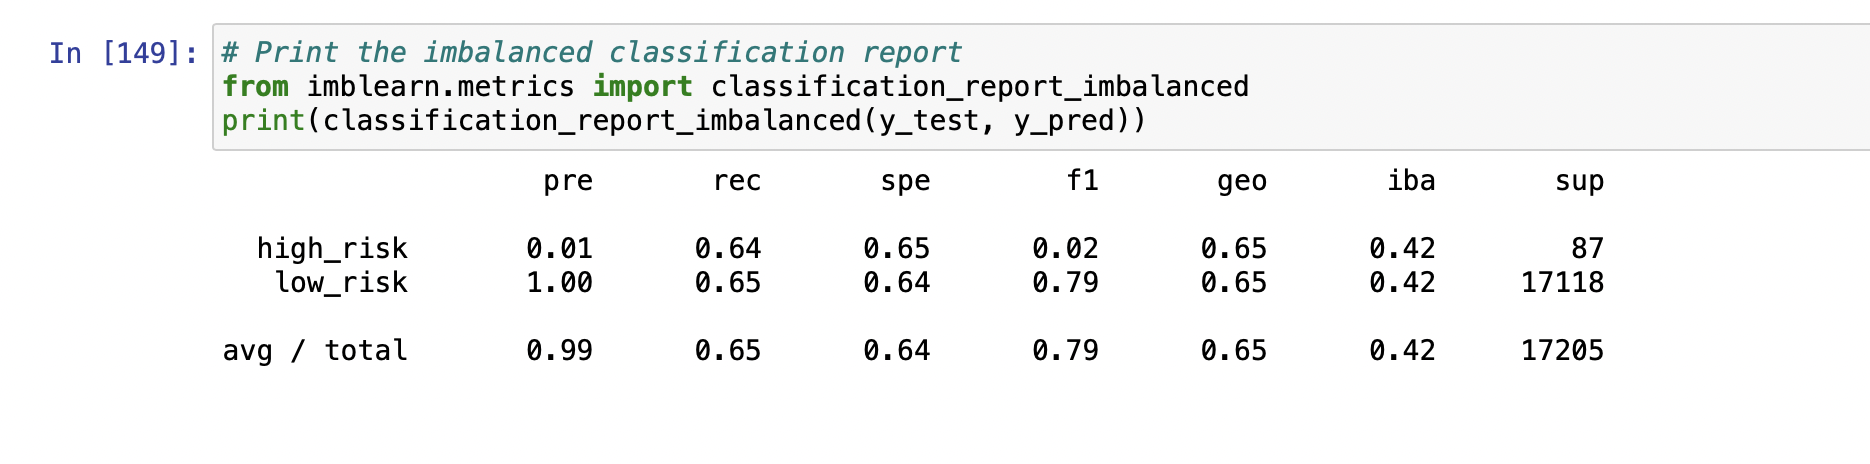 In [149]: # Print the imbalanced classification report
from imblearn.metrics import classification_report_imbalanced
print(classification_report_imbalanced(y_test, y_pred))
pre rec spe f1 geo iba sup
high_risk 0.01 0.64 0.65 0.02 0.65 0.42 87
low_risk 1.00 0.65 0.64 0.79 0.65 0.42 17118
avg / total 0.99 0.65 0.64 0.79 0.65 0.42 17205